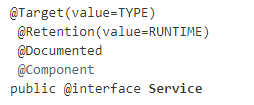 @Target(value=TYPE)
@Retention(value=RUNTIME)
@Documented
@Component
public @interface Service